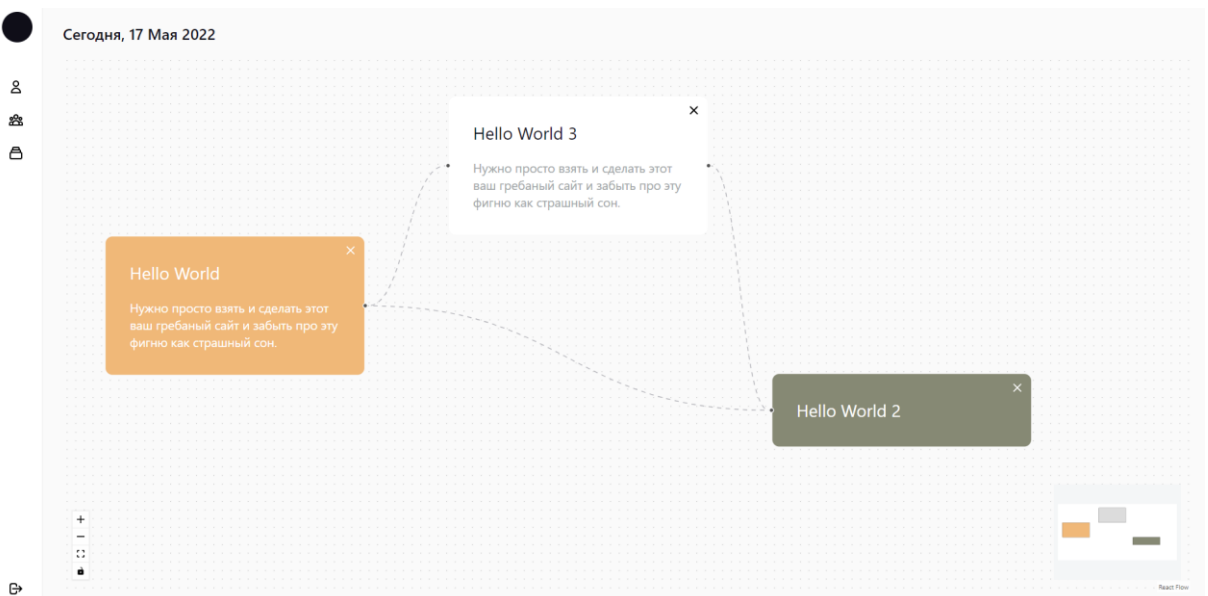 Сегодня, 17 Мая 2022
Hello World 3
Нужно просто взять и сделать этот
ваш гребаный сайт и забыть про эту
фигню как страшный сон.
Hello World
Нужно просто взять и сделать этот
ваш гребаный сайт и забыть про эту
фигню как страшный сон.
Hello World 2
React Flow